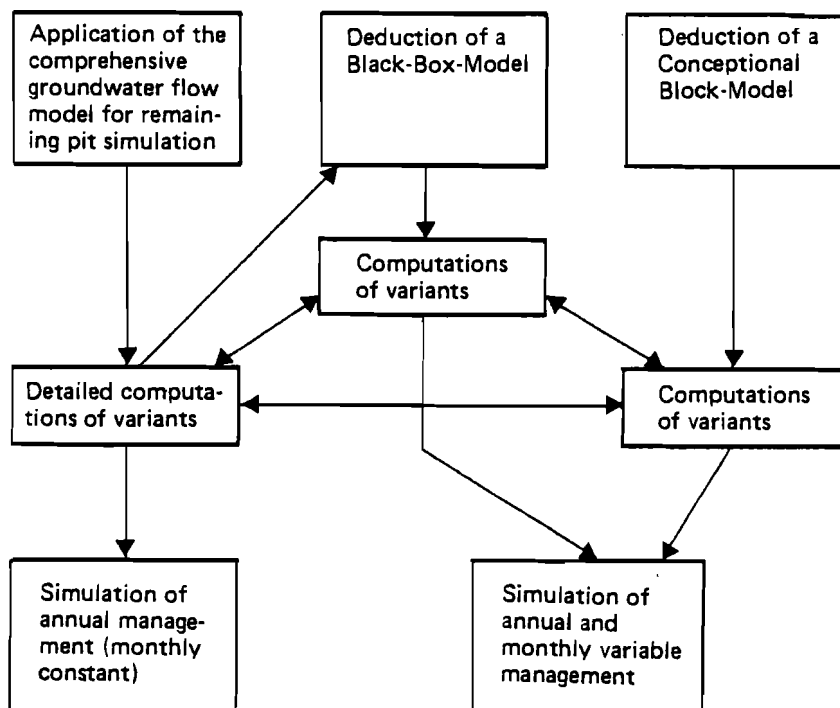 Application of the
comprehensive
groundwater flow
model for remain-
ing pit simulation
Deduction of a
Black-Box-Model
Deduction of a
Conceptional
Block-Model
Computations
of variants
Detailed computa-
tions of variants
Computations
of variants
Simulation of
annual manage-
ment (monthly
constant)
Simulation of
annual and
monthly variable
management